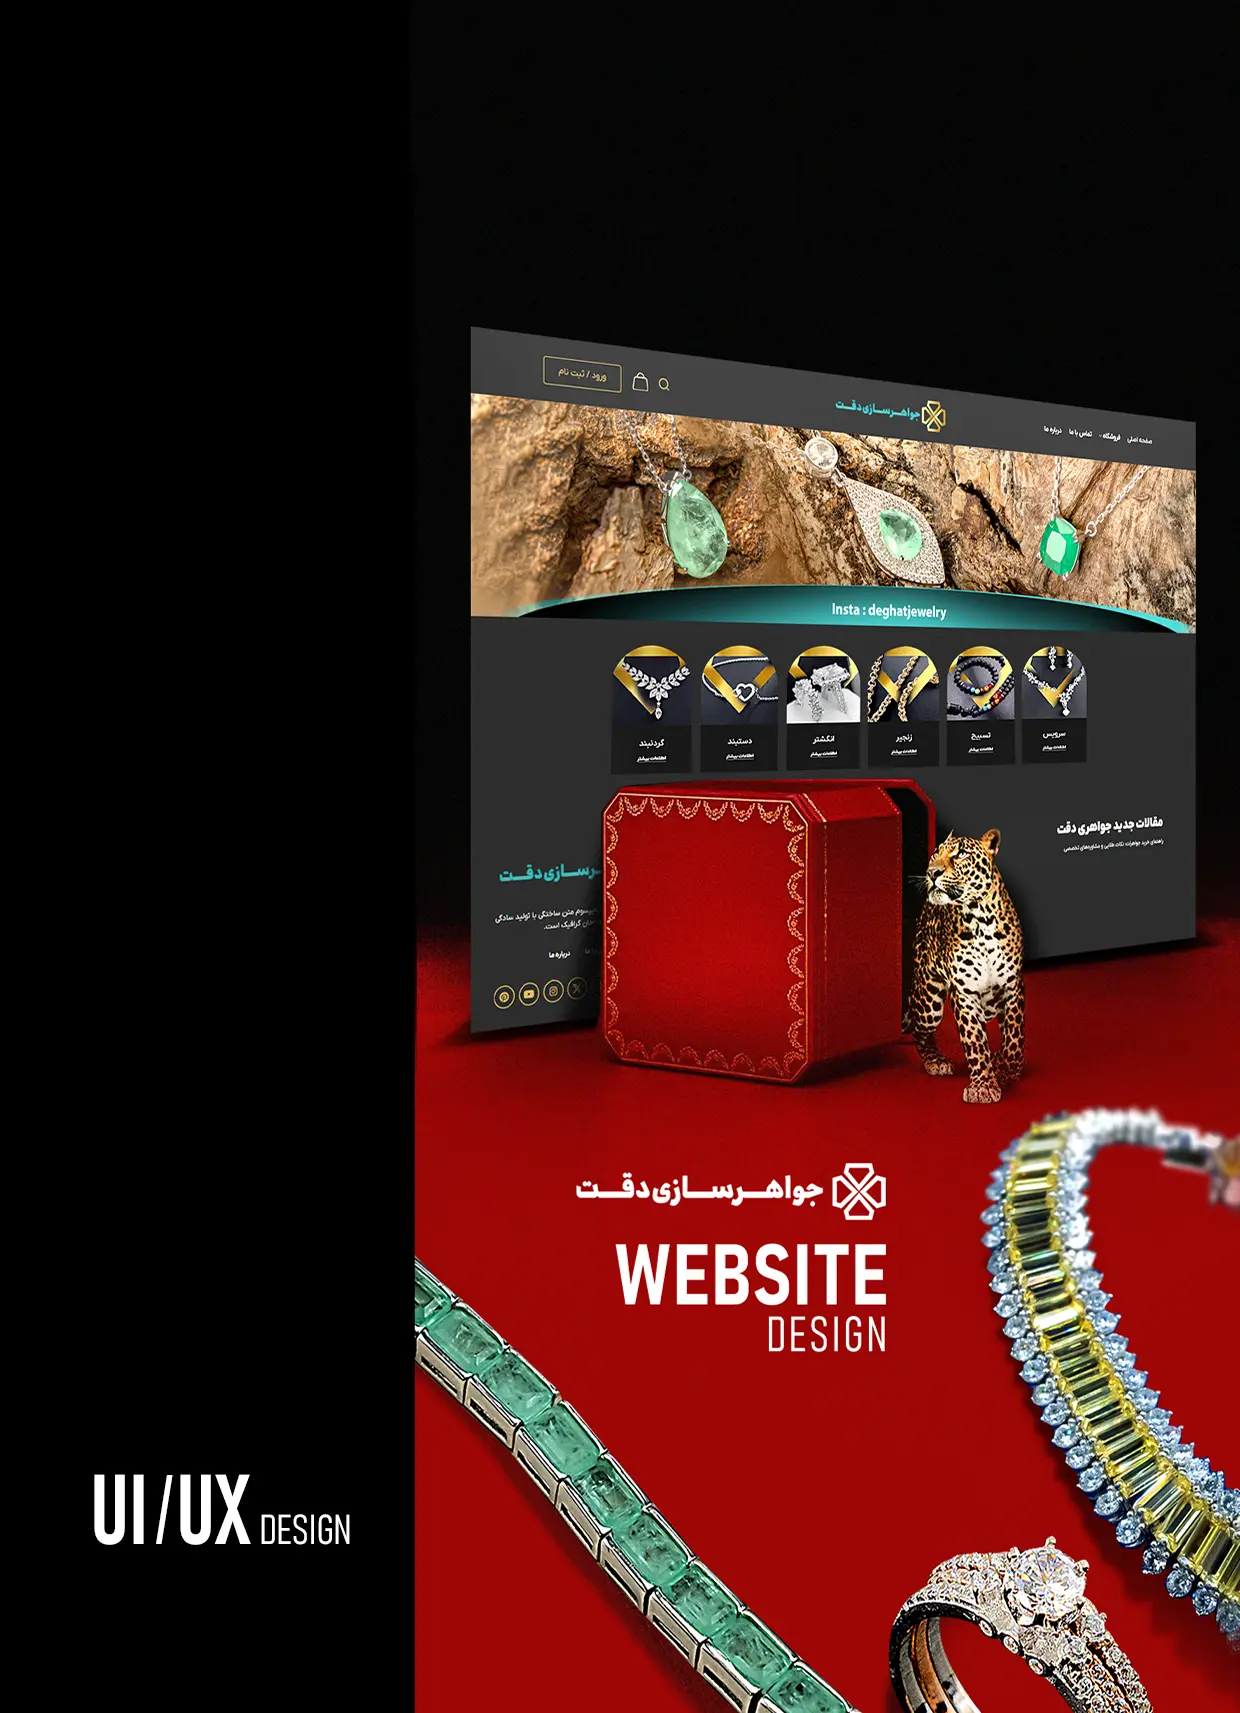 صفحه اصلی
فروشگاه
تماس با ما
درباره ما
جواهرسازی دقت
ورود / ثبت نام
Insta : deghatjewelry
سرویس
اطلاعات بیشتر
تسبیح
اطلاعات بیشتر
زنجیر
اطلاعات بیشتر
انگشتر
اطلاعات بیشتر
دستبند
اطلاعات بیشتر
گردنبند
اطلاعات بیشتر
مقالات جدید جواهری دقت
راهنمای خرید جواهرات؛ نکات طلایی و مشاوره‌های تخصصی
رسازی دقت
متن ساختگی با تولید سادگی
گرافیک است.
درباره ما
جواهرسازی دقت
WEBSITE
DESIGN
UI/UX DESIGN